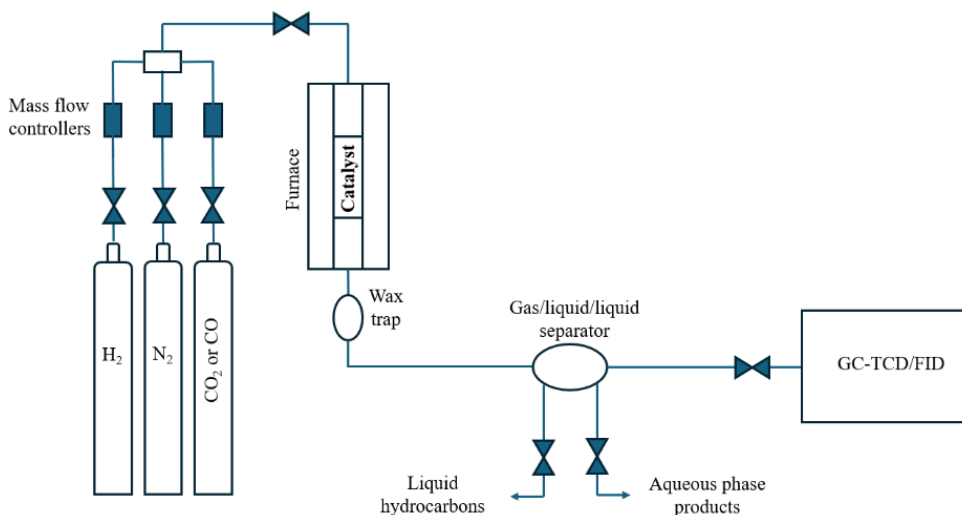 Mass flow
controllers
Furnace
Catalyst
H₂
N₂
CO₂ or CO
Wax
trap
Gas/liquid/liquid
separator
GC-TCD/FID
Liquid
hydrocarbons
Aqueous phase
products